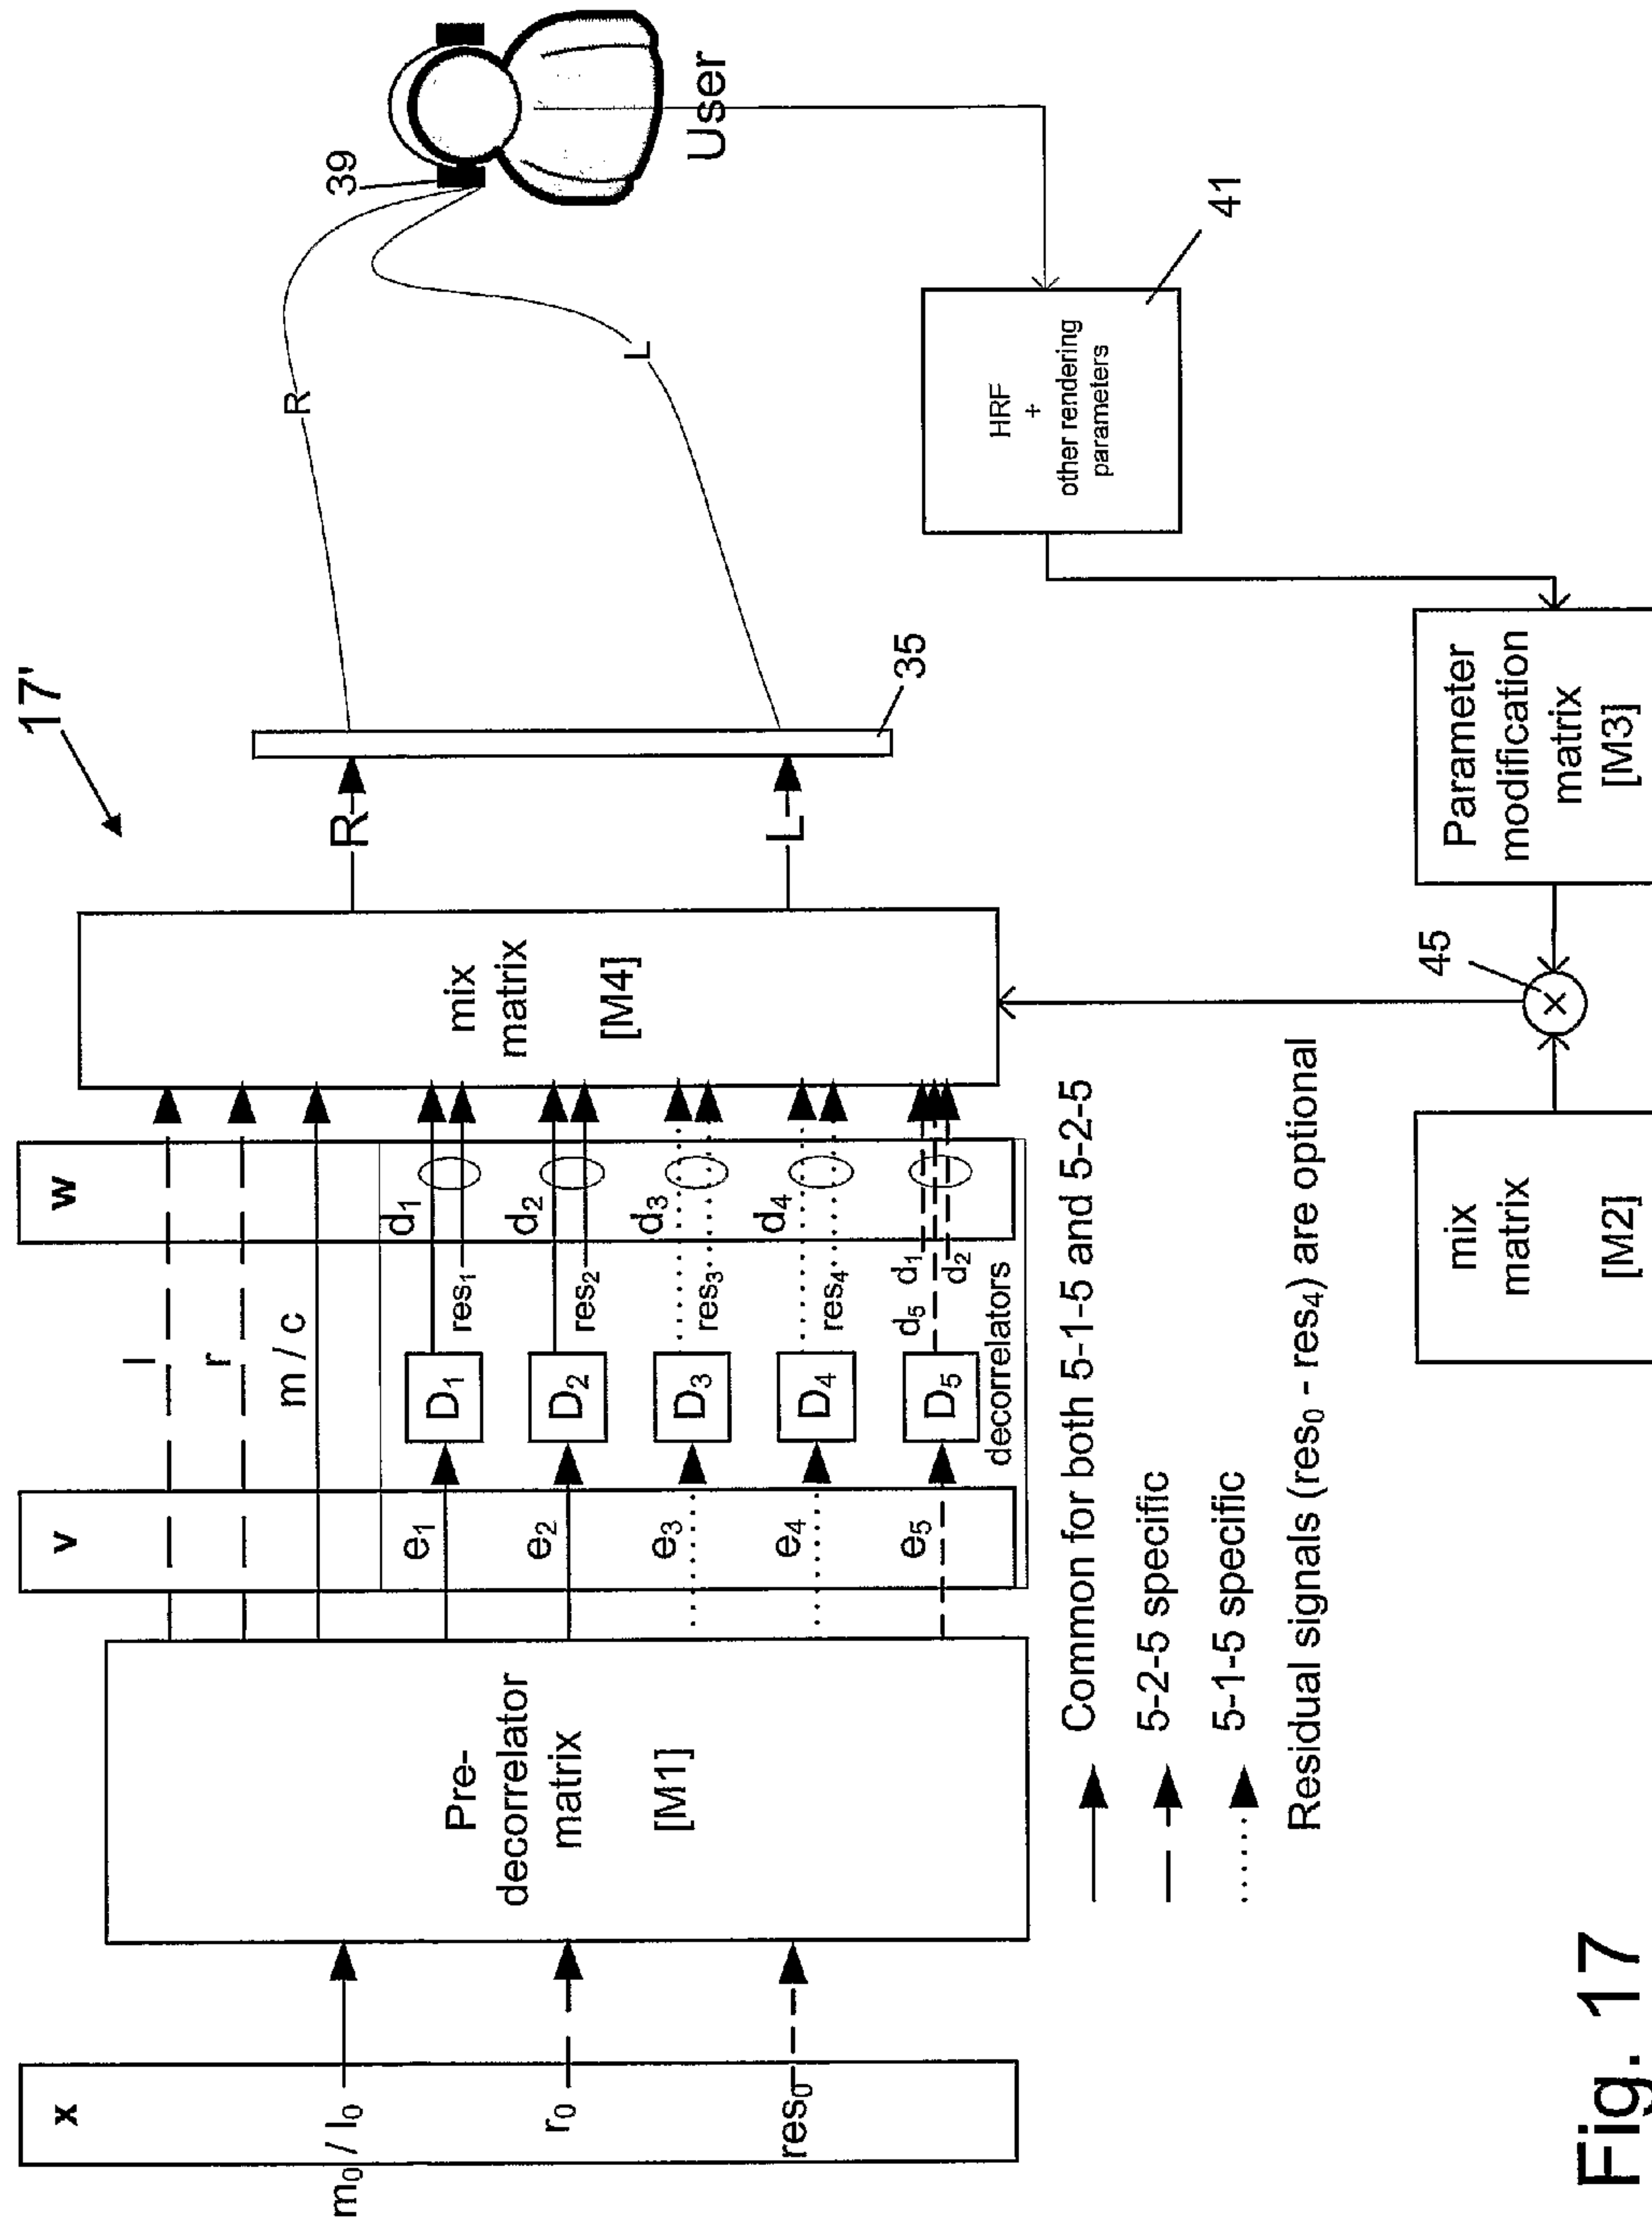 17'
x
m₀ / l₀
r₀
res₀
Pre-
decorrelator
matrix
[M1]
v
e₁
e₂
e₃
e₄
e₅
l
r
m / c
D₁
D₂
D₃
D₄
D₅
decorrelators
w
d₁
res₁
d₂
res₂
d₃
res₃
d₄
res₄
d₅
d₁
d₂
mix
matrix
[M4]
R
L
35
R
L
39
User
HRF
+
other rendering
parameters
41
Parameter
modification
matrix
[M3]
45
×
mix
matrix
[M2]
Common for both 5-1-5 and 5-2-5
5-2-5 specific
5-1-5 specific
Residual signals (res₀ - res₄) are optional
Fig. 17